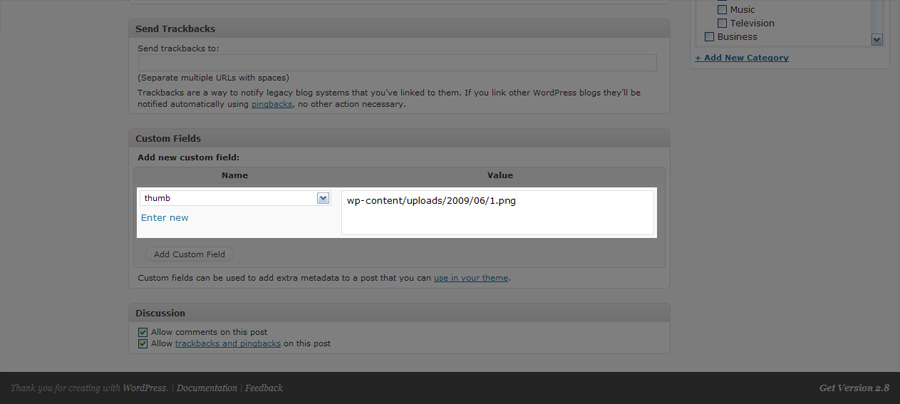 Music
Television
Business
+ Add New Category
Send Trackbacks
Send trackbacks to:
(Separate multiple URLs with spaces)
Trackbacks are a way to notify legacy blog systems that you've linked to them. If you link other WordPress blogs they'll be
notified automatically using pingbacks, no other action necessary.
Custom Fields
Add new custom field:
Name Value
thumb wp-content/uploads/2009/06/1.png
Enter new
Add Custom Field
Custom fields can be used to add extra metadata to a post that you can use in your theme.
Discussion
Allow comments on this post
Allow trackbacks and pingbacks on this post
Thank you for creating with WordPress. | Documentation | Feedback Get Version 2.8